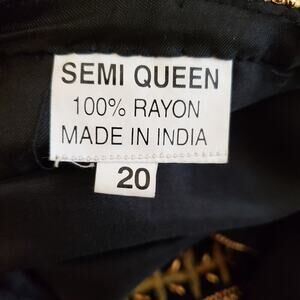 SEMI QUEEN
100% RAYON
MADE IN INDIA
20